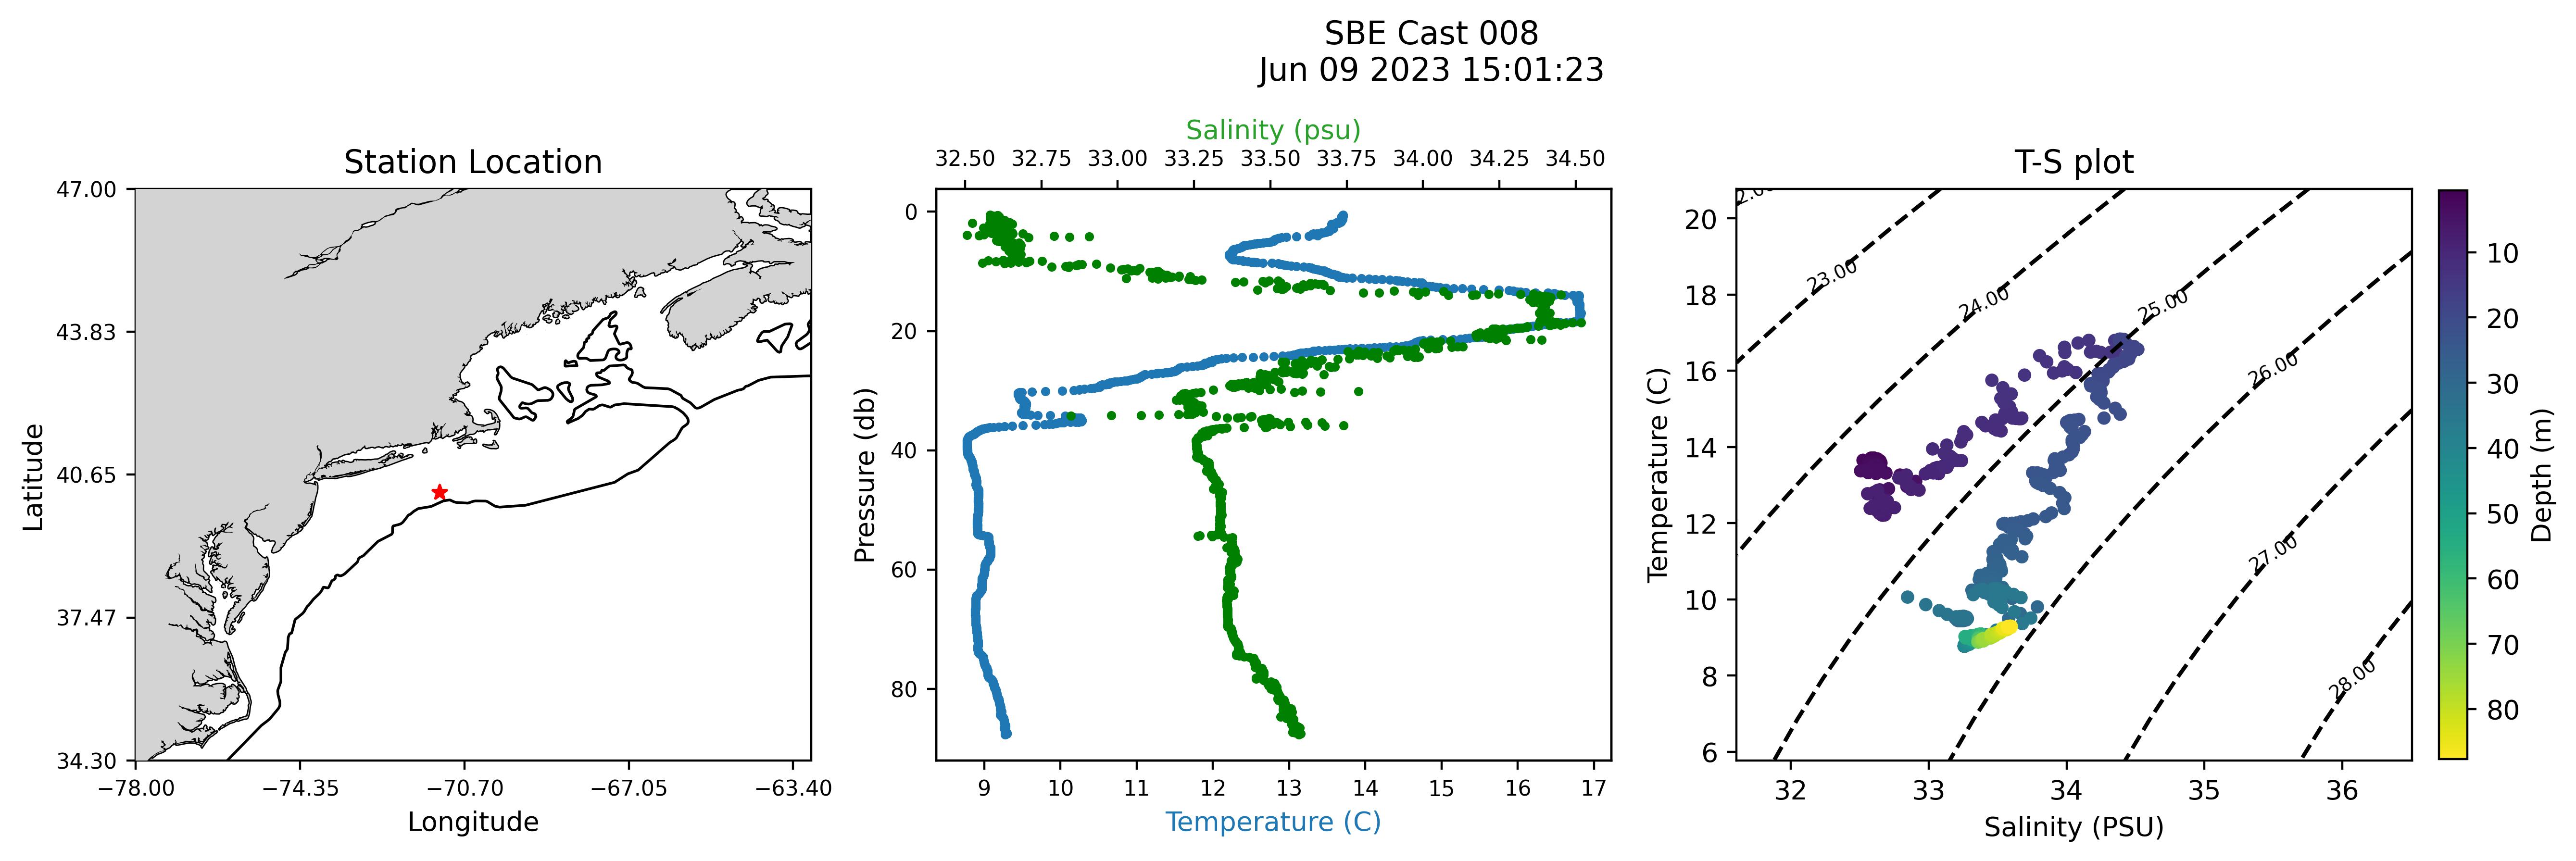 SBE Cast 008
Jun 09 2023 15:01:23
Station Location
47.00
43.83
40.65
37.47
34.30
Latitude
−78.00 −74.35 −70.70 −67.05 −63.40
Longitude
Salinity (psu)
32.50 32.75 33.00 33.25 33.50 33.75 34.00 34.25 34.50
0
20
40
60
80
Pressure (db)
9 10 11 12 13 14 15 16 17
Temperature (C)
T-S plot
20
18
16
14
12
10
8
6
Temperature (C)
2.00
23.00
24.00
25.00
26.00
27.00
28.00
32 33 34 35 36
Salinity (PSU)
10
20
30
40
50
60
70
80
Depth (m)